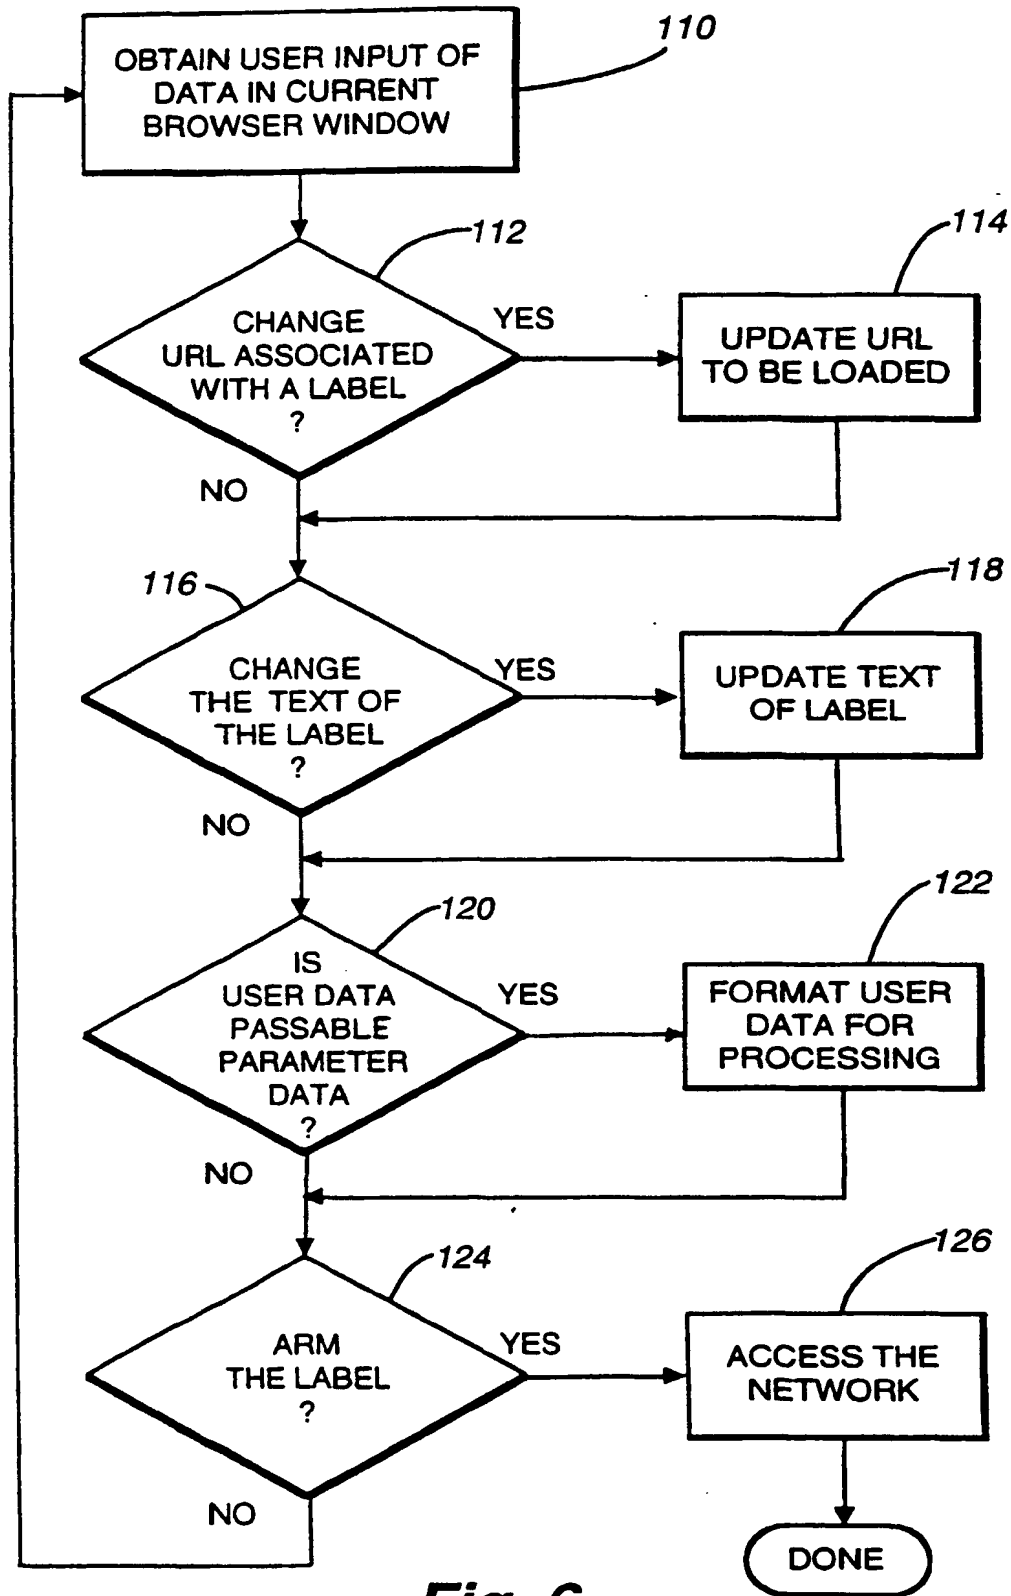 110
OBTAIN USER INPUT OF
DATA IN CURRENT
BROWSER WINDOW
112
CHANGE
URL ASSOCIATED
WITH A LABEL
?
YES
NO
114
UPDATE URL
TO BE LOADED
116
CHANGE
THE TEXT OF
THE LABEL
?
YES
NO
118
UPDATE TEXT
OF LABEL
120
IS
USER DATA
PASSABLE
PARAMETER
DATA
?
YES
NO
122
FORMAT USER
DATA FOR
PROCESSING
124
ARM
THE LABEL
?
YES
NO
126
ACCESS THE
NETWORK
DONE
Fig. 6